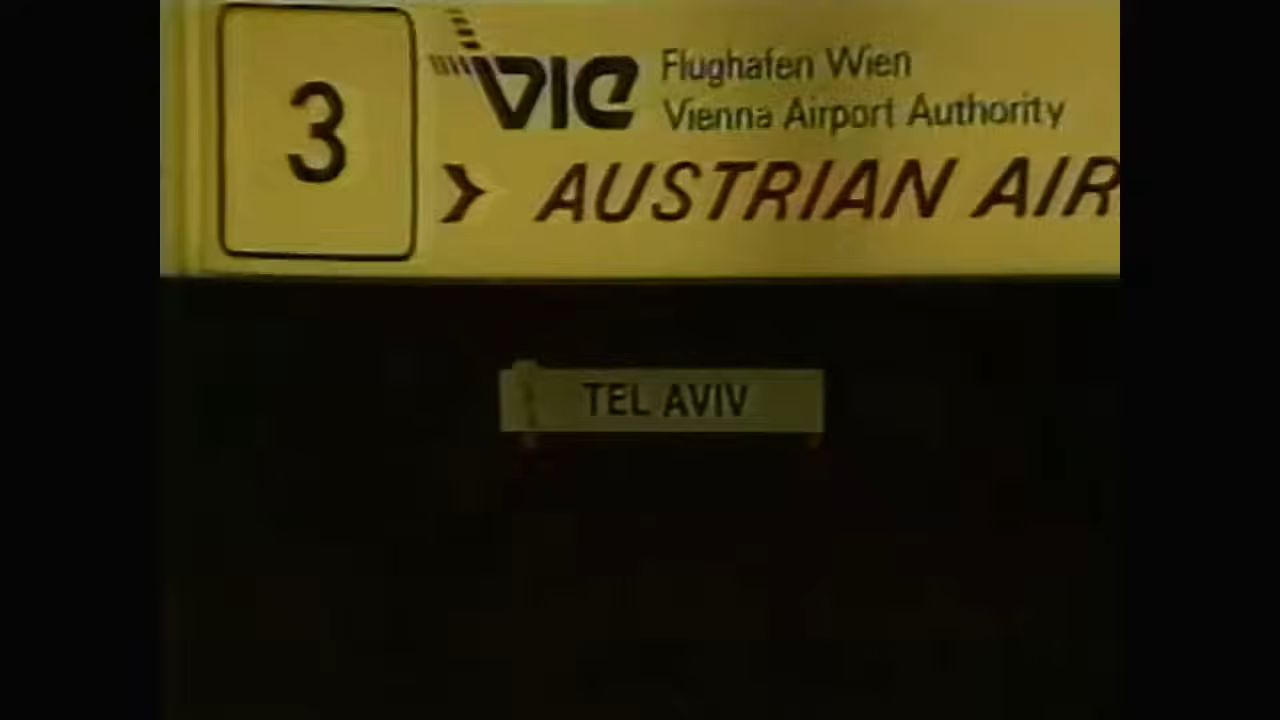 3
VIE
Flughafen Wien
Vienna Airport Authority
AUSTRIAN AIR
TEL AVIV